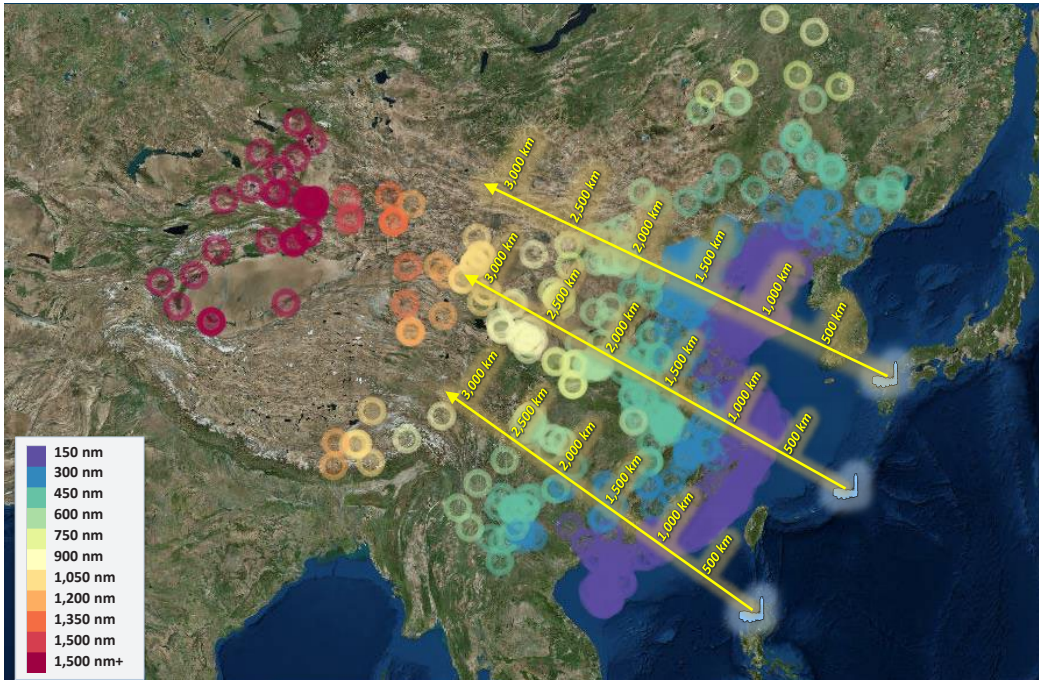 3,000 km
2,500 km
2,000 km
1,500 km
1,000 km
500 km
3,000 km
2,500 km
2,000 km
1,500 km
1,000 km
500 km
3,000 km
2,500 km
2,000 km
1,500 km
1,000 km
500 km
150 nm
300 nm
450 nm
600 nm
750 nm
900 nm
1,050 nm
1,200 nm
1,350 nm
1,500 nm
1,500 nm+